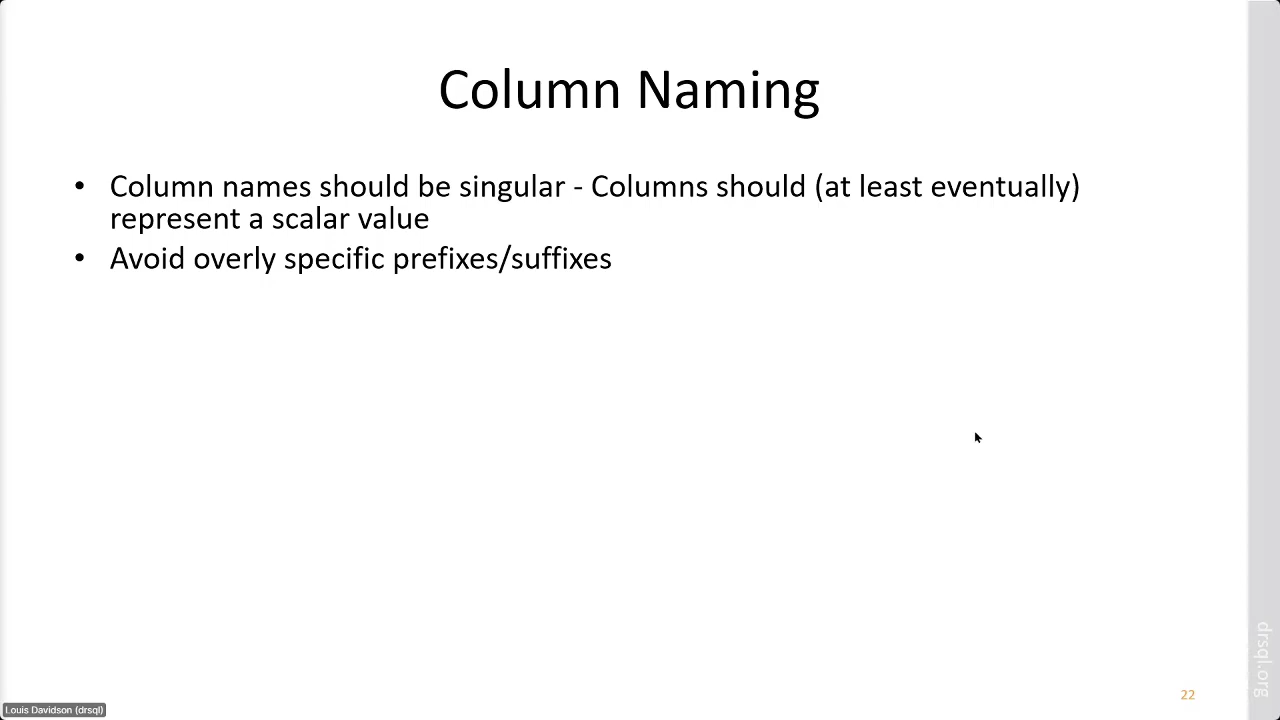 Column Naming
• Column names should be singular - Columns should (at least eventually)
represent a scalar value
• Avoid overly specific prefixes/suffixes
drsql.org
22
Louis Davidson (drsql)